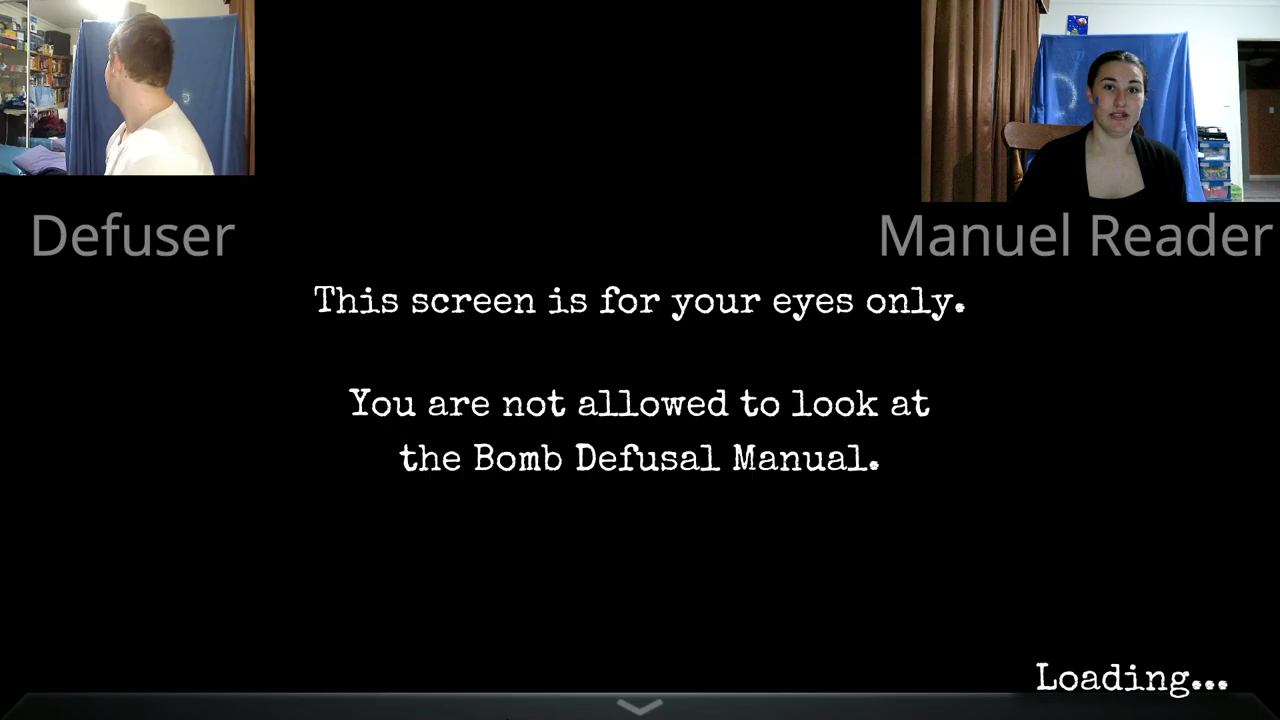 Defuser
Manuel Reader
This screen is for your eyes only.
You are not allowed to look at
the Bomb Defusal Manual.
Loading...